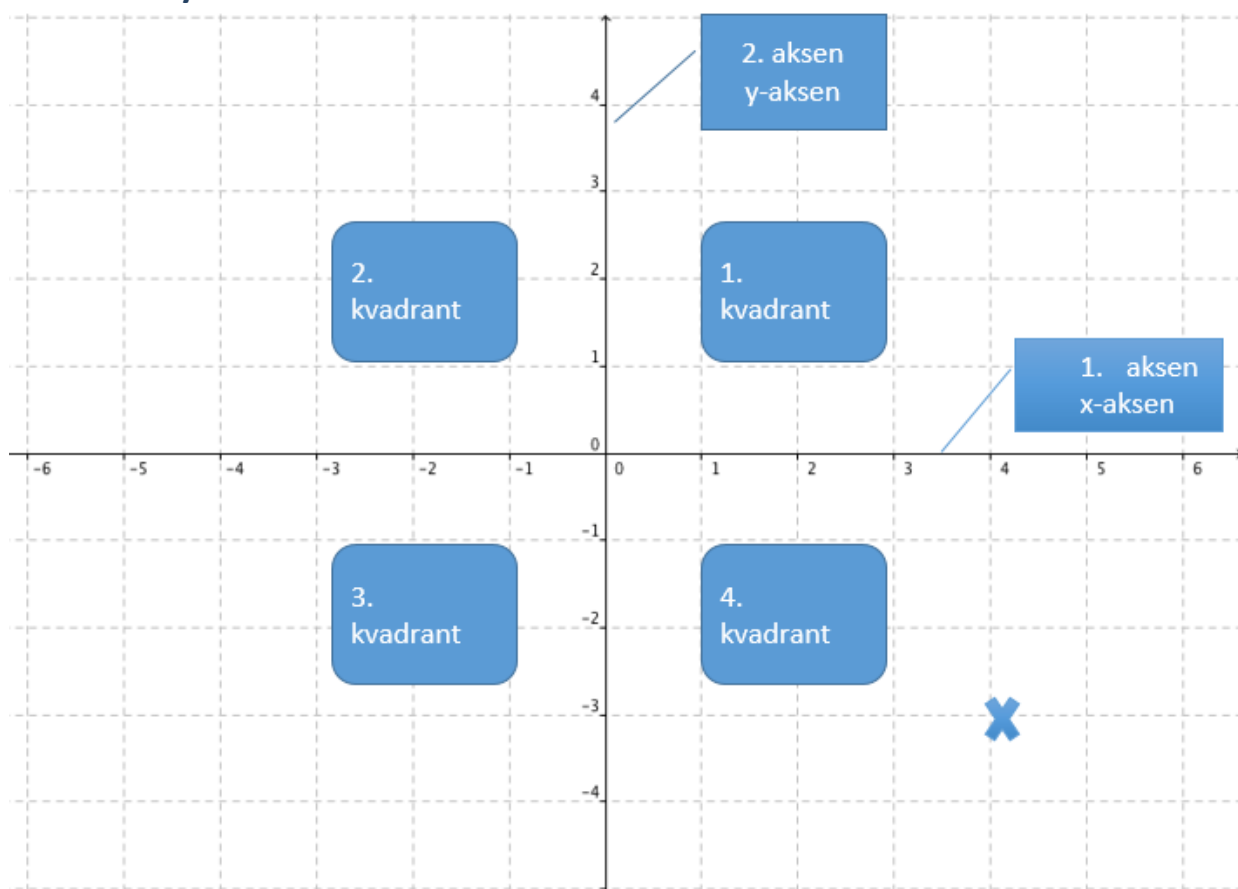 2. aksen
y-aksen
4
3
2.
kvadrant
2
1.
kvadrant
1
1. aksen
x-aksen
0
-6 -5 -4 -3 -2 -1 0 1 2 3 4 5 6
-1
3.
kvadrant
-2
4.
kvadrant
-3
-4